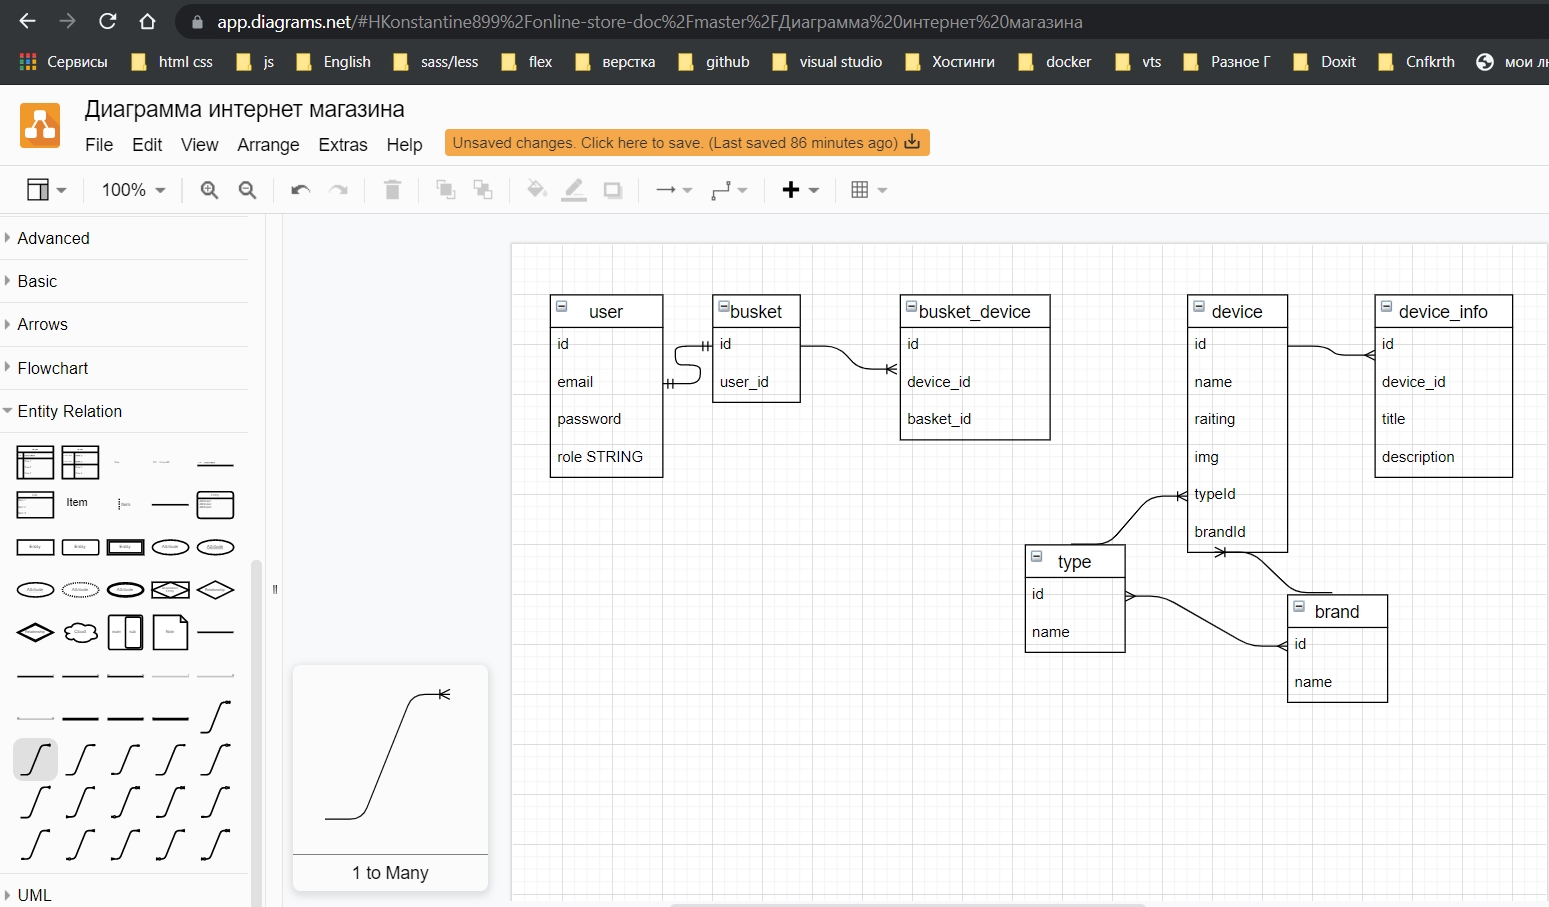 app.diagrams.net/#HKonstantine899%2Fonline-store-doc%2Fmaster%2FДиаграмма%20интернет%20магазина
Сервисы html css js English sass/less flex верстка github visual studio Хостинги docker vts Разное Г Doxit Cnfkrth мои лю
Диаграмма интернет магазина
File Edit View Arrange Extras Help Unsaved changes. Click here to save. (Last saved 86 minutes ago)
100%
Advanced
Basic
Arrows
Flowchart
Entity Relation
Item
1 to Many
UML
user
id
email
password
role STRING
busket
id
user_id
busket_device
id
device_id
basket_id
device
id
name
raiting
img
typeId
brandId
device_info
id
device_id
title
description
type
id
name
brand
id
name